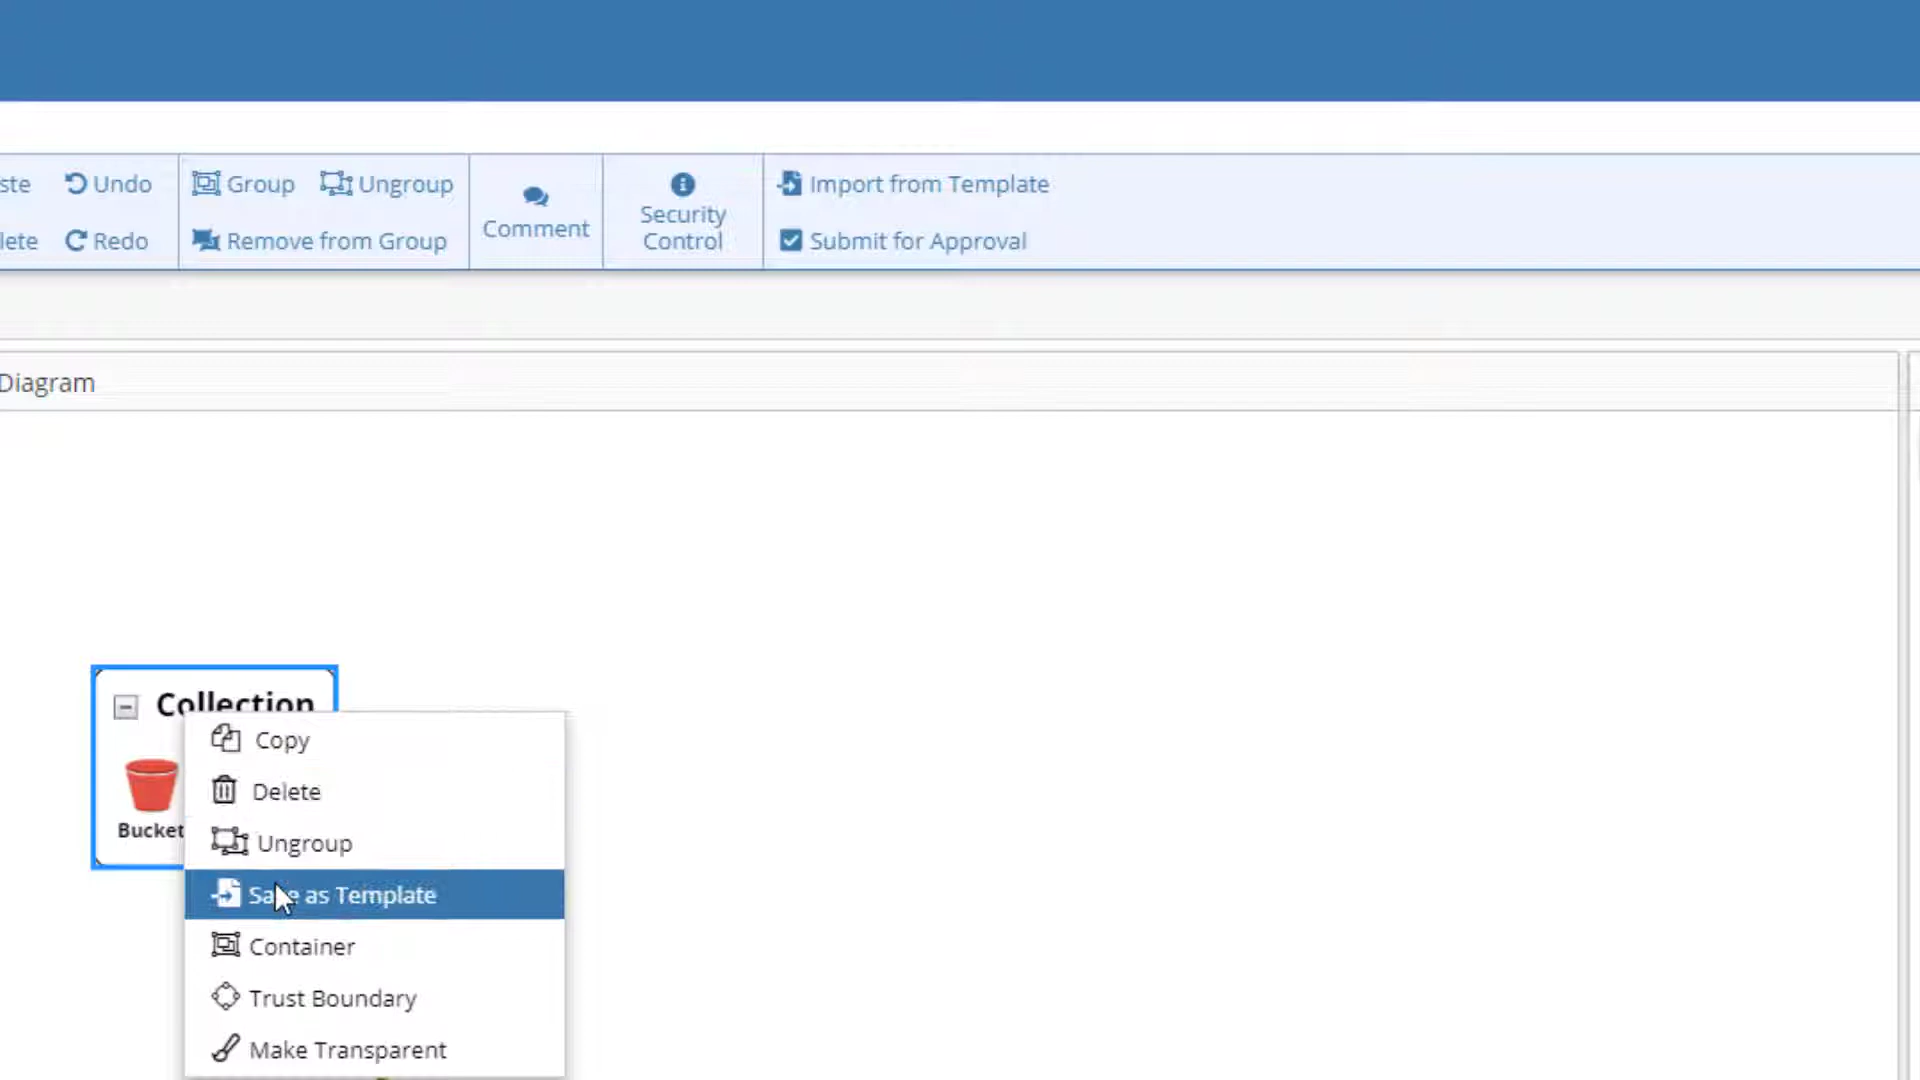 ste Undo Group Ungroup Comment Security Control Import from Template
lete Redo Remove from Group Submit for Approval
Diagram
Collection
Bucket
Copy
Delete
Ungroup
Save as Template
Container
Trust Boundary
Make Transparent